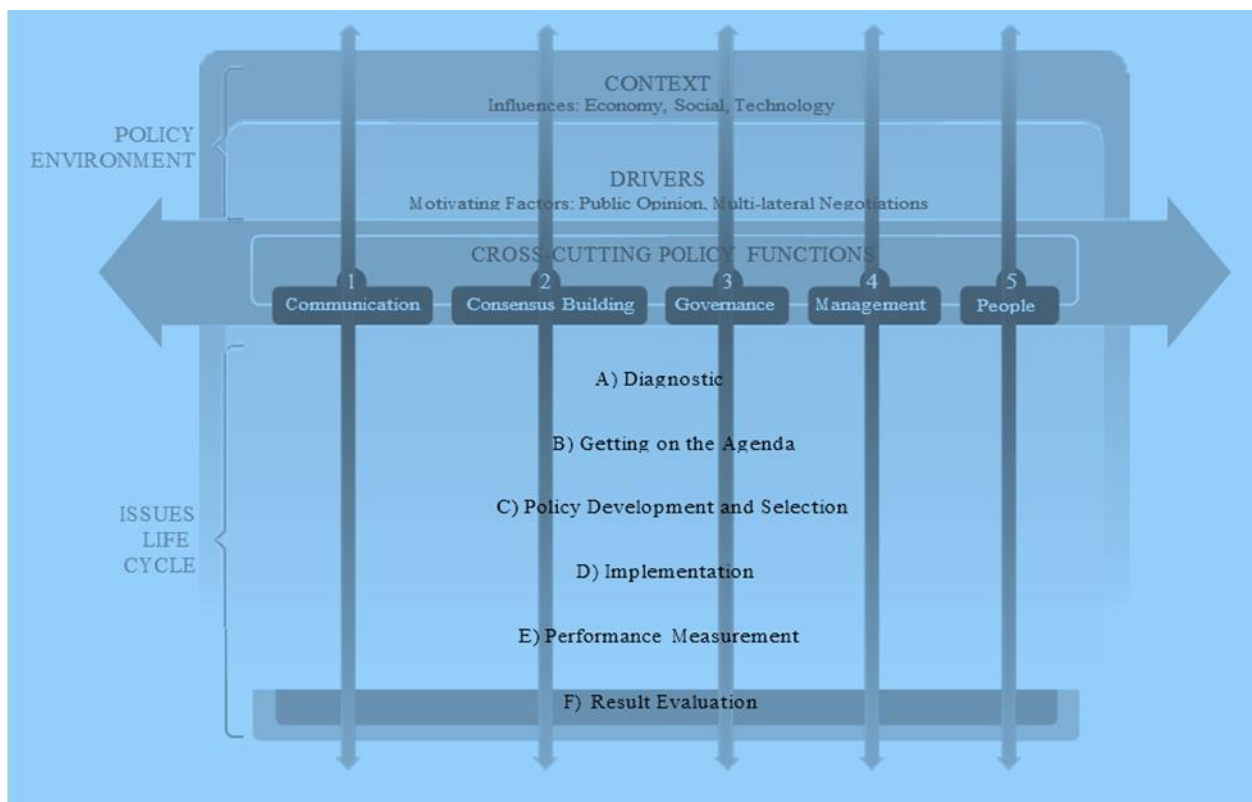 CONTEXT
Influences: Economy, Social, Technology
POLICY
ENVIRONMENT
DRIVERS
Motivating Factors: Public Opinion, Multi-lateral Negotiations
CROSS-CUTTING POLICY FUNCTIONS
1 2 3 4 5
Communication Consensus Building Governance Management People
A) Diagnostic
B) Getting on the Agenda
C) Policy Development and Selection
ISSUES
LIFE
CYCLE
D) Implementation
E) Performance Measurement
F) Result Evaluation